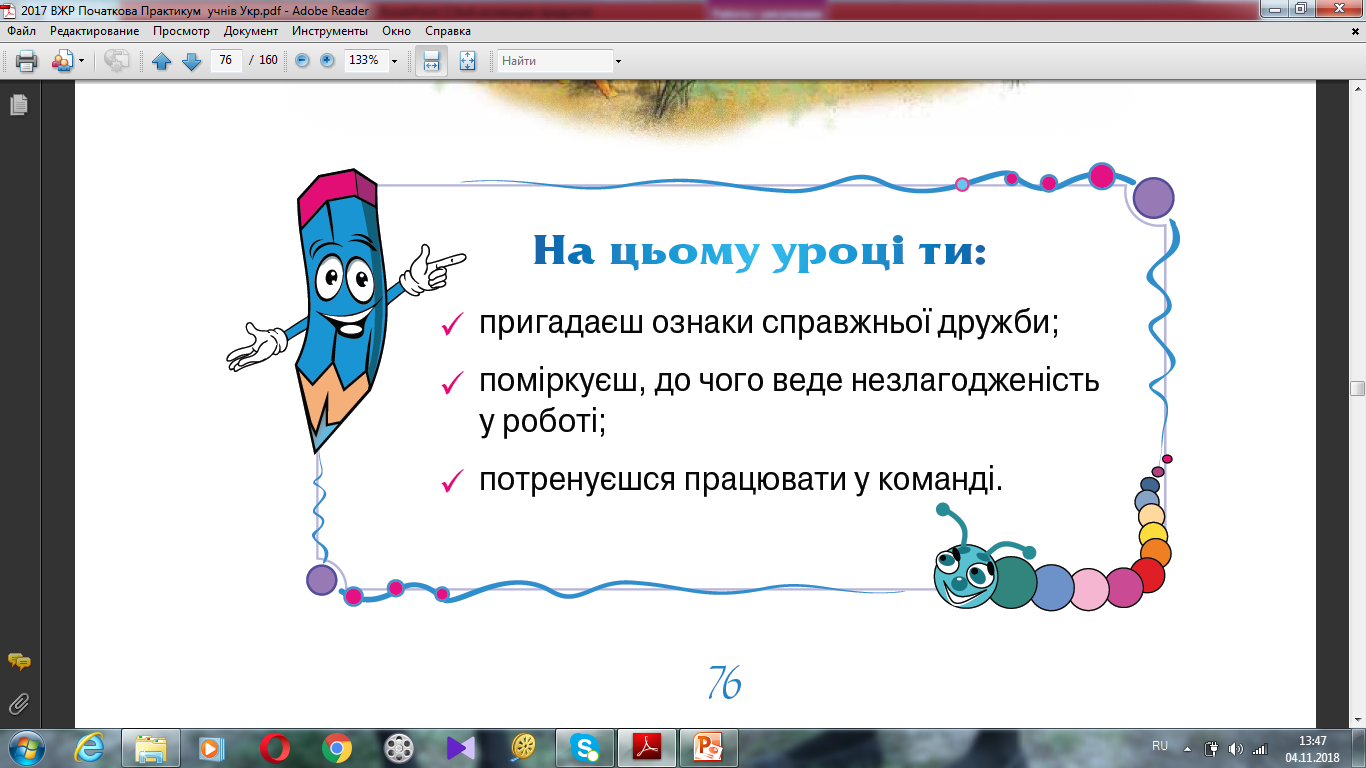 2017 ВЖР Початкова Практикум учнів Укр.pdf - Adobe Reader
Файл Редактирование Просмотр Документ Инструменты Окно Справка
76 / 160 133% Найти
На цьому уроці ти:
✓ пригадаєш ознаки справжньої дружби;
✓ поміркуєш, до чого веде незлагодженість
у роботі;
✓ потренуєшся працювати у команді.
76
RU 13:47
04.11.2018